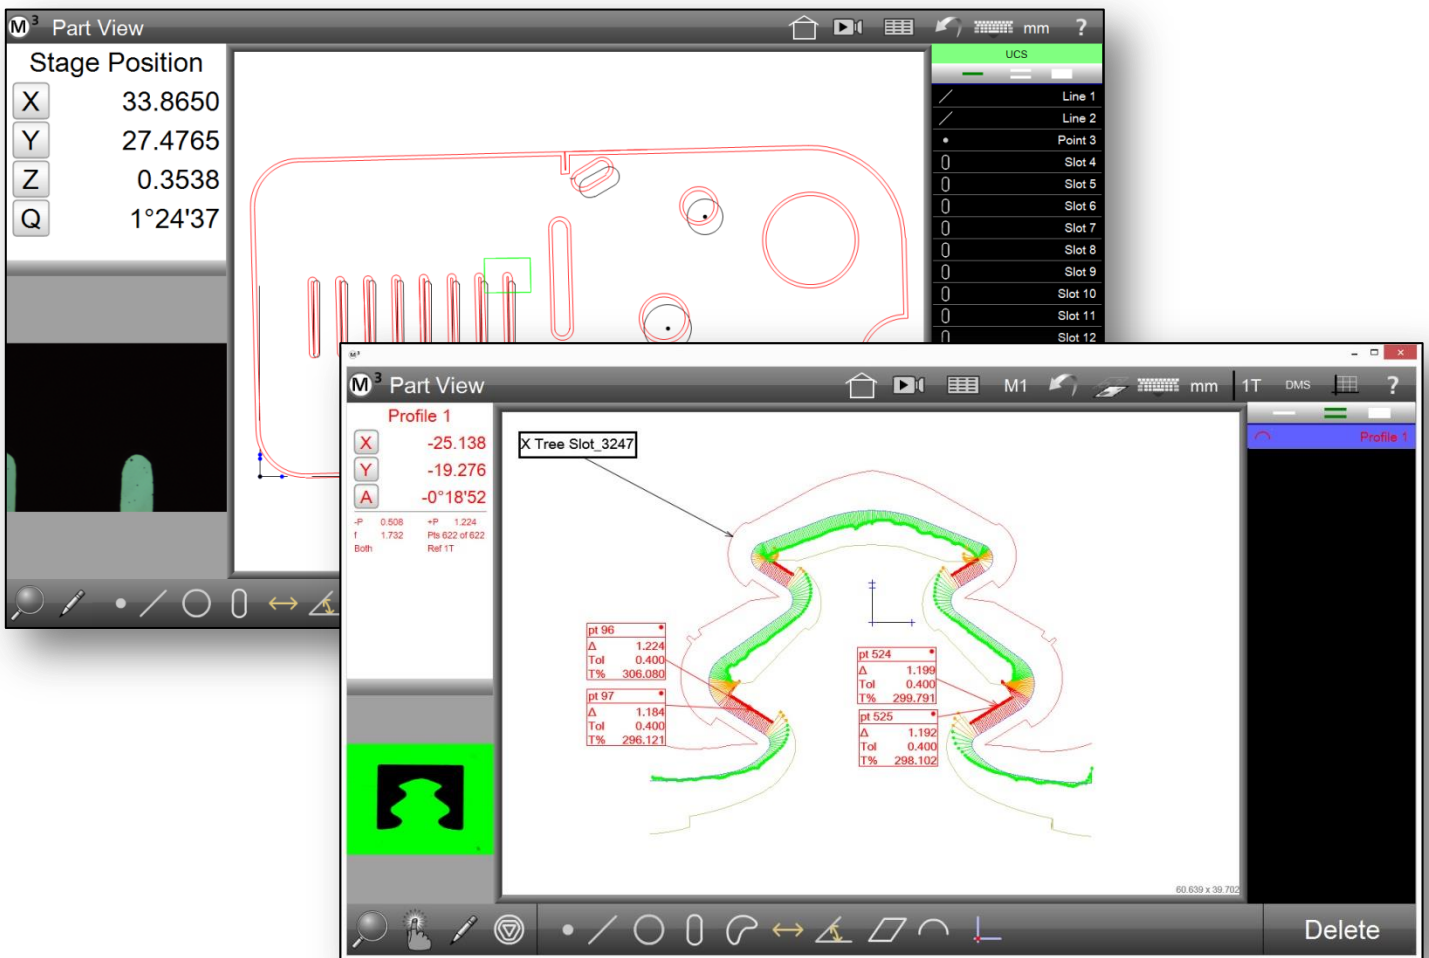 M³ Part View
mm ?
Stage Position
X 33.8650
Y 27.4765
Z 0.3538
Q 1°24'37
UCS
Line 1
Line 2
Point 3
Slot 4
Slot 5
Slot 6
Slot 7
Slot 8
Slot 9
Slot 10
Slot 11
Slot 12
M³
M³ Part View
M1 mm 1T DMS ?
Profile 1
X -25.138
Y -19.276
A -0°18'52
-P 0.508 +P 1.224
f 1.732 Pts 622 of 622
Both Ref 1T
X Tree Slot_3247
pt 96
Δ 1.224
Tol 0.400
T% 306.080
pt 97
Δ 1.184
Tol 0.400
T% 296.121
pt 524
Δ 1.199
Tol 0.400
T% 299.791
pt 525
Δ 1.192
Tol 0.400
T% 298.102
60.639 x 39.702
Profile 1
Delete